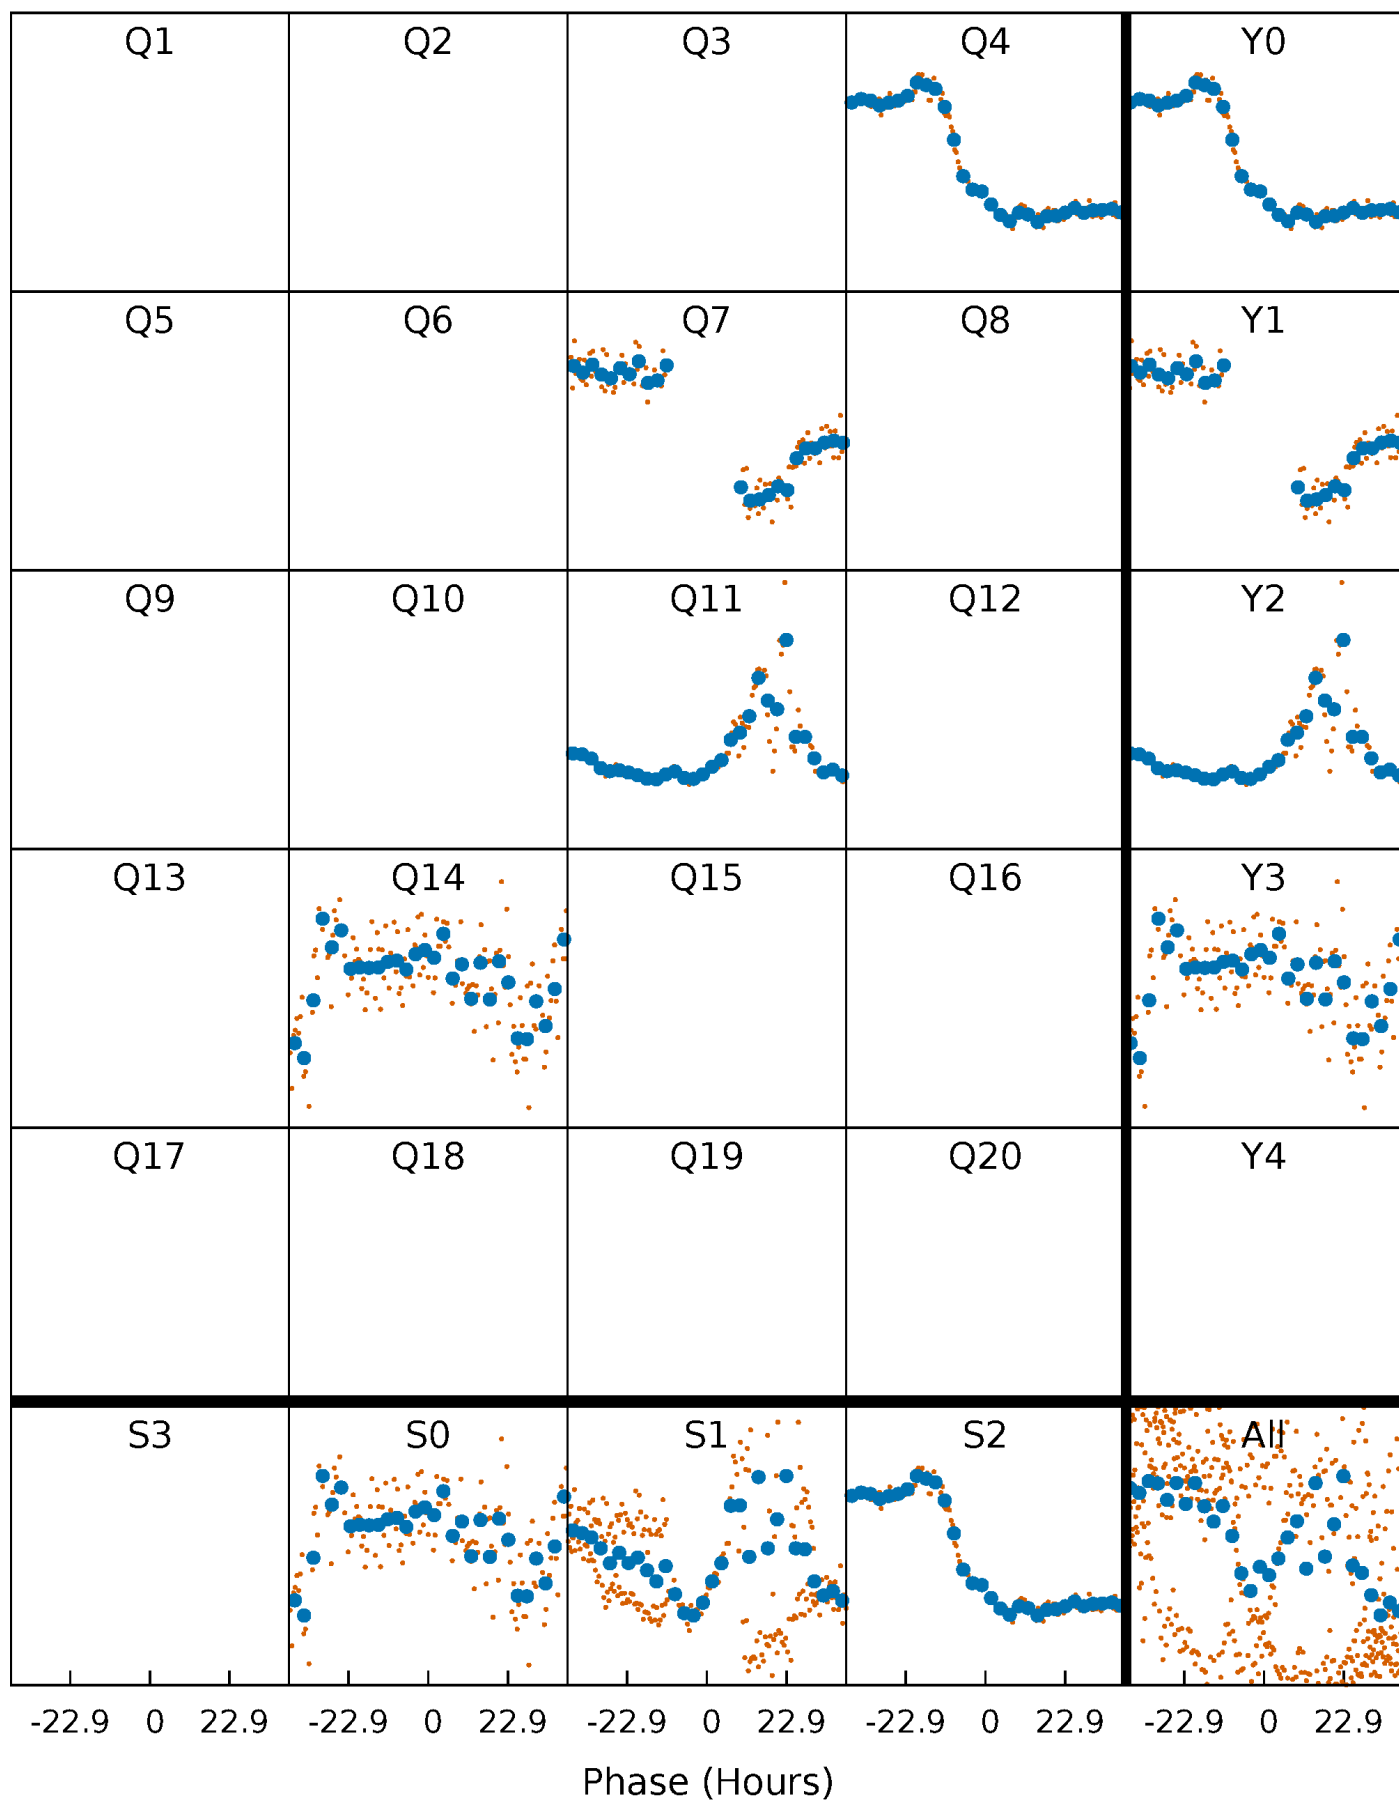 Q1 Q2 Q3 Q4 Y0
Q5 Q6 Q7 Q8 Y1
Q9 Q10 Q11 Q12 Y2
Q13 Q14 Q15 Q16 Y3
Q17 Q18 Q19 Q20 Y4
S3 S0 S1 S2 All
-22.9 0 22.9 -22.9 0 22.9 -22.9 0 22.9 -22.9 0 22.9 -22.9 0 22.9
Phase (Hours)